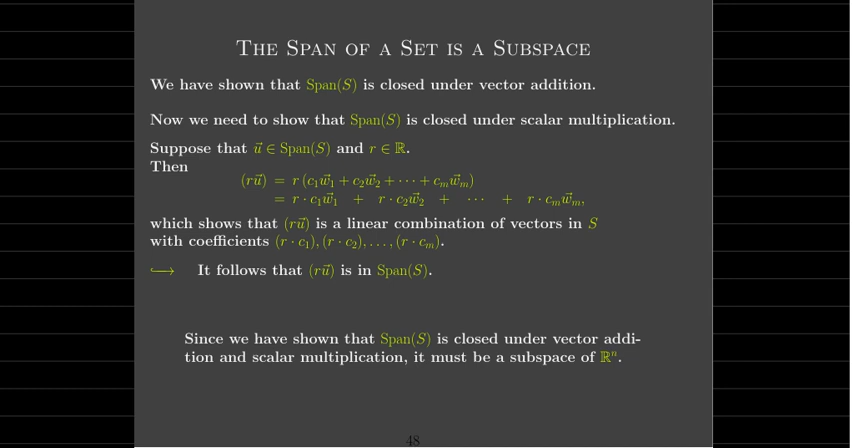 THE SPAN OF A SET IS A SUBSPACE
We have shown that Span(S) is closed under vector addition.
Now we need to show that Span(S) is closed under scalar multiplication.
Suppose that u⃗ ∈ Span(S) and r ∈ ℝ.
Then
(ru⃗) = r (c₁w⃗₁ + c₂w⃗₂ + ··· + cₘw⃗ₘ)
= r · c₁w⃗₁ + r · c₂w⃗₂ + ··· + r · cₘw⃗ₘ,
which shows that (ru⃗) is a linear combination of vectors in S
with coefficients (r · c₁), (r · c₂), . . . , (r · cₘ).
↪→ It follows that (ru⃗) is in Span(S).
Since we have shown that Span(S) is closed under vector addi-
tion and scalar multiplication, it must be a subspace of ℝⁿ.
48